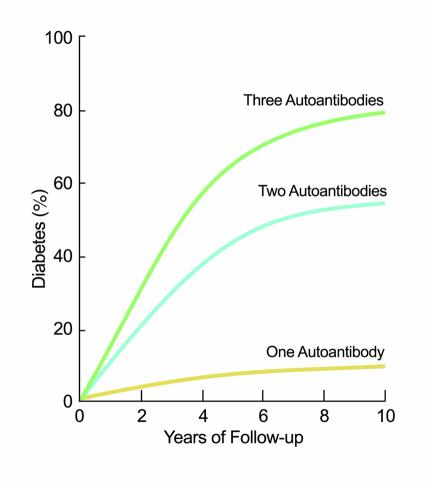 100
80
60
40
20
0
Diabetes (%)
Three Autoantibodies
Two Autoantibodies
One Autoantibody
0 2 4 6 8 10
Years of Follow-up